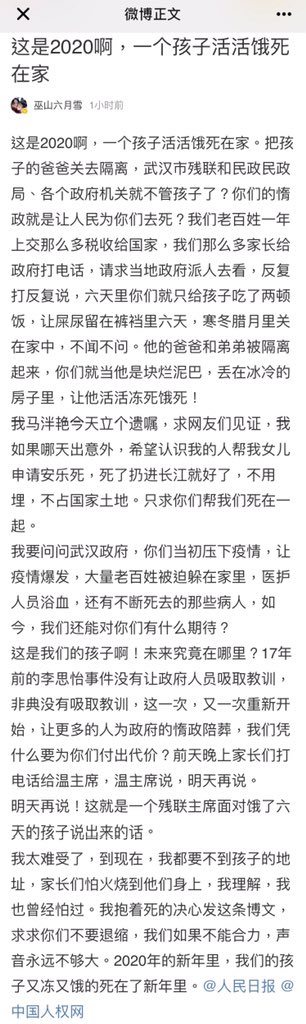 微博正文
这是2020啊，一个孩子活活饿死
在家
巫山六月雪 1小时前
这是2020啊，一个孩子活活饿死在家。把孩
子的爸爸关去隔离，武汉市残联和民政民政
局、各个政府机关就不管孩子了？你们的惰
政就是让人民为你们去死？我们老百姓一年
上交那么多税收给国家，我们那么多家长给
政府打电话，请求当地政府派人去看，反复
打反复说，六天里你们就只给孩子吃了两顿
饭，让屎尿留在裤裆里六天，寒冬腊月里关
在家中，不闻不问。他的爸爸和弟弟被隔离
起来，你们就当他是块烂泥巴，丢在冰冷的
房子里，让他活活冻死饿死！
我马泮艳今天立个遗嘱，求网友们见证，我
如果哪天出意外，希望认识我的人帮我女儿
申请安乐死，死了扔进长江就好了，不用
埋，不占国家土地。只求你们帮我们死在一
起。
我要问问武汉政府，你们当初压下疫情，让
疫情爆发，大量老百姓被迫躲在家里，医护
人员浴血，还有不断死去的那些病人，如
今，我们还能对你们有什么期待？
这是我们的孩子啊！未来究竟在哪里？17年
前的李思怡事件没有让政府人员吸取教训，
非典没有吸取教训，这一次，又一次重新开
始，让更多的人为政府的惰政陪葬，我们凭
什么要为你们付出代价？前天晚上家长们打
电话给温主席，温主席说，明天再说。
明天再说！这就是一个残联主席面对饿了六
天的孩子说出来的话。
我太难受了，到现在，我都要不到孩子的地
址，家长们怕火烧到他们身上，我理解，我
也曾经怕过。我抱着死的决心发这条博文，
求求你们不要退缩，我们如果不能合力，声
音永远不够大。2020年的新年里，我们的孩
子又冻又饿的死在了新年里。@人民日报 @
中国人权网